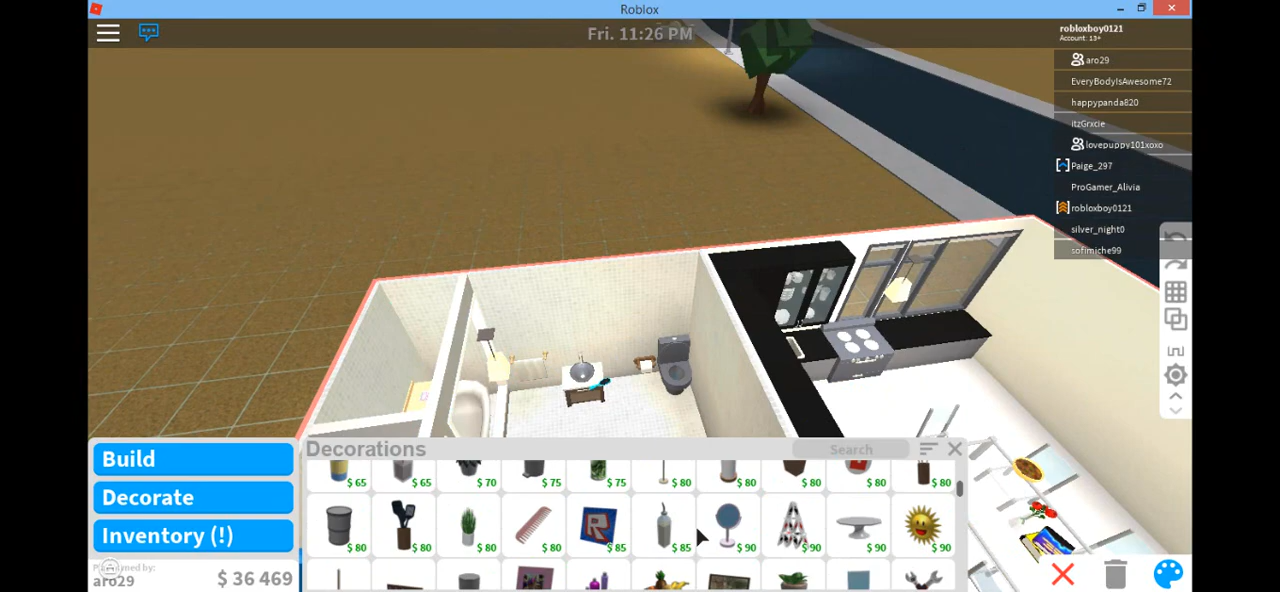 Roblox
Fri. 11:26 PM
robloxboy0121
Account: 13+
aro29
EveryBodyIsAwesome72
happypanda820
itzGrxcie
lovepuppy101xoxo
Paige_297
ProGamer_Alivia
robloxboy0121
silver_night0
sofimiche99
Build
Decorate
Inventory (!)
aro29
$ 36 469
Decorations
Search
$ 65 $ 65 $ 70 $ 75 $ 75 $ 80 $ 80 $ 80 $ 80 $ 80
$ 80 $ 80 $ 80 $ 80 $ 85 $ 85 $ 90 $ 90 $ 90 $ 90